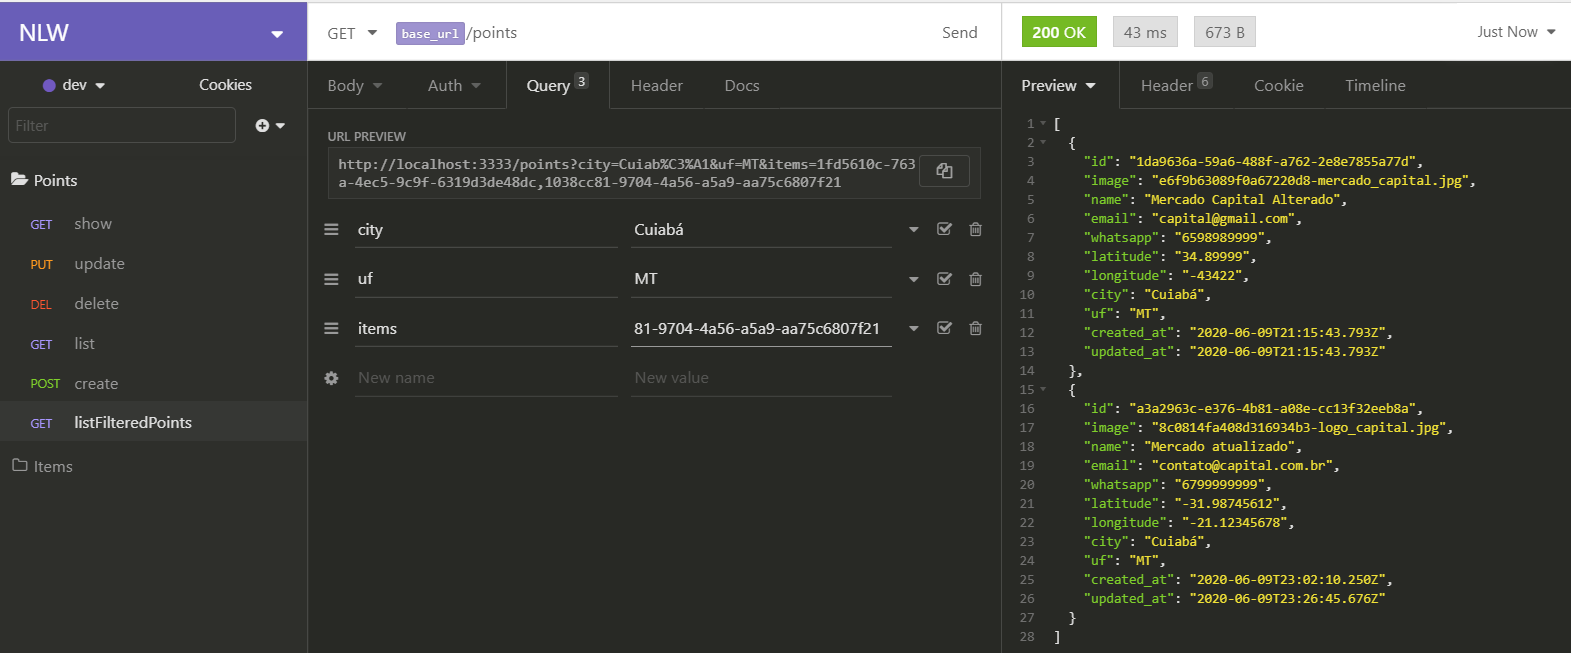 NLW
dev
Cookies
Filter
Points
GET show
PUT update
DEL delete
GET list
POST create
GET listFilteredPoints
Items
GET base_url/points
Send
Body
Auth
Query 3
Header
Docs
URL PREVIEW
http://localhost:3333/points?city=Cuiab%C3%A1&uf=MT&items=1fd5610c-763
a-4ec5-9c9f-6319d3de48dc,1038cc81-9704-4a56-a5a9-aa75c6807f21
city Cuiabá
uf MT
items 81-9704-4a56-a5a9-aa75c6807f21
New name New value
200 OK
43 ms
673 B
Just Now
Preview
Header 6
Cookie
Timeline
1 [
2 {
3 "id": "1da9636a-59a6-488f-a762-2e8e7855a77d",
4 "image": "e6f9b63089f0a67220d8-mercado_capital.jpg",
5 "name": "Mercado Capital Alterado",
6 "email": "capital@gmail.com",
7 "whatsapp": "6598989999",
8 "latitude": "34.89999",
9 "longitude": "-43422",
10 "city": "Cuiabá",
11 "uf": "MT",
12 "created_at": "2020-06-09T21:15:43.793Z",
13 "updated_at": "2020-06-09T21:15:43.793Z"
14 },
15 {
16 "id": "a3a2963c-e376-4b81-a08e-cc13f32eeb8a",
17 "image": "8c0814fa408d316934b3-logo_capital.jpg",
18 "name": "Mercado atualizado",
19 "email": "contato@capital.com.br",
20 "whatsapp": "6799999999",
21 "latitude": "-31.98745612",
22 "longitude": "-21.12345678",
23 "city": "Cuiabá",
24 "uf": "MT",
25 "created_at": "2020-06-09T23:02:10.250Z",
26 "updated_at": "2020-06-09T23:26:45.676Z"
27 }
28 ]